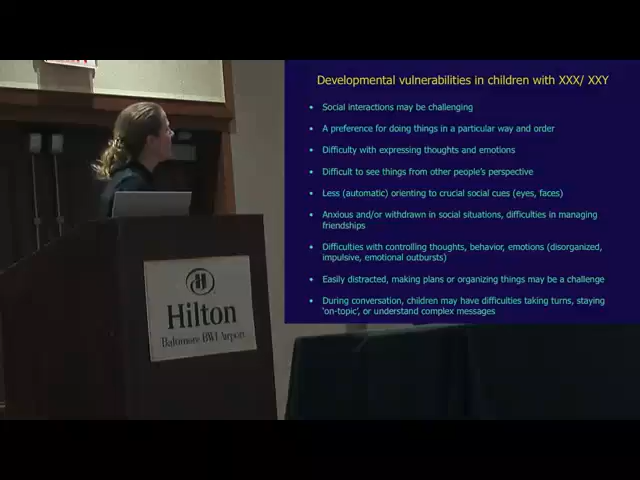 Developmental vulnerabilities in children with XXX/ XXY
• Social interactions may be challenging
• A preference for doing things in a particular way and order
• Difficulty with expressing thoughts and emotions
• Difficult to see things from other people's perspective
• Less (automatic) orienting to crucial social cues (eyes, faces)
• Anxious and/or withdrawn in social situations, difficulties in managing
friendships
• Difficulties with controlling thoughts, behavior, emotions (disorganized,
impulsive, emotional outbursts)
• Easily distracted, making plans or organizing things may be a challenge
• During conversation, children may have difficulties taking turns, staying
'on-topic', or understand complex messages
H
Hilton
Baltimore BWI Airport